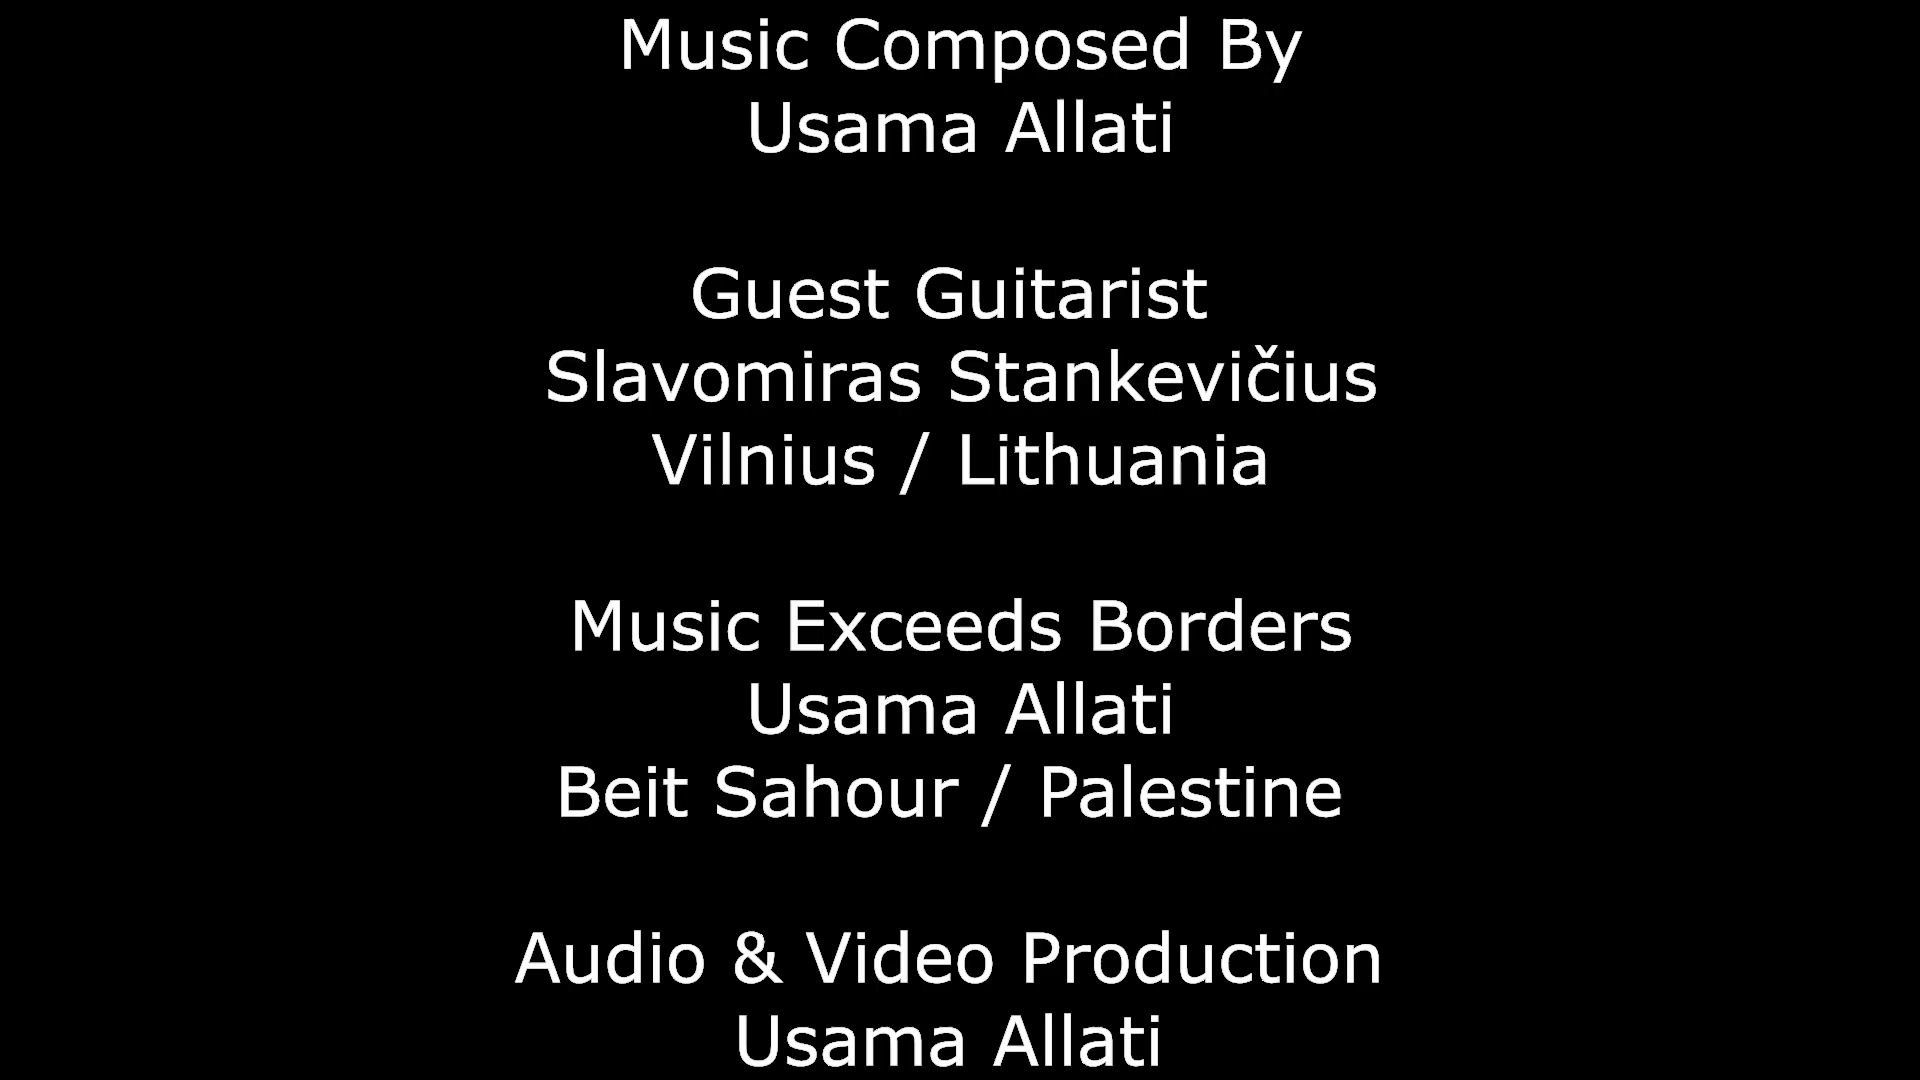 Music Composed By
Usama Allati
Guest Guitarist
Slavomiras Stankevičius
Vilnius / Lithuania
Music Exceeds Borders
Usama Allati
Beit Sahour / Palestine
Audio & Video Production
Usama Allati